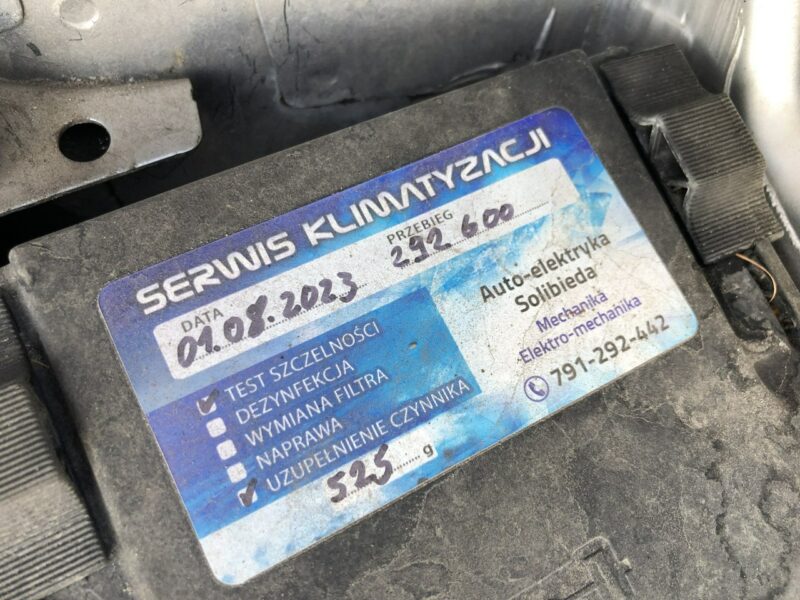 SERWIS KLIMATYZACJI
DATA PRZEBIEG
01.08.2023 292 600
TEST SZCZELNOŚCI
DEZYNFEKCJA
WYMIANA FILTRA
NAPRAWA
UZUPEŁNIENIE CZYNNIKA
525 g
Auto-elektryka
Solibieda
Mechanika
Elektro-mechanika
791-292-442